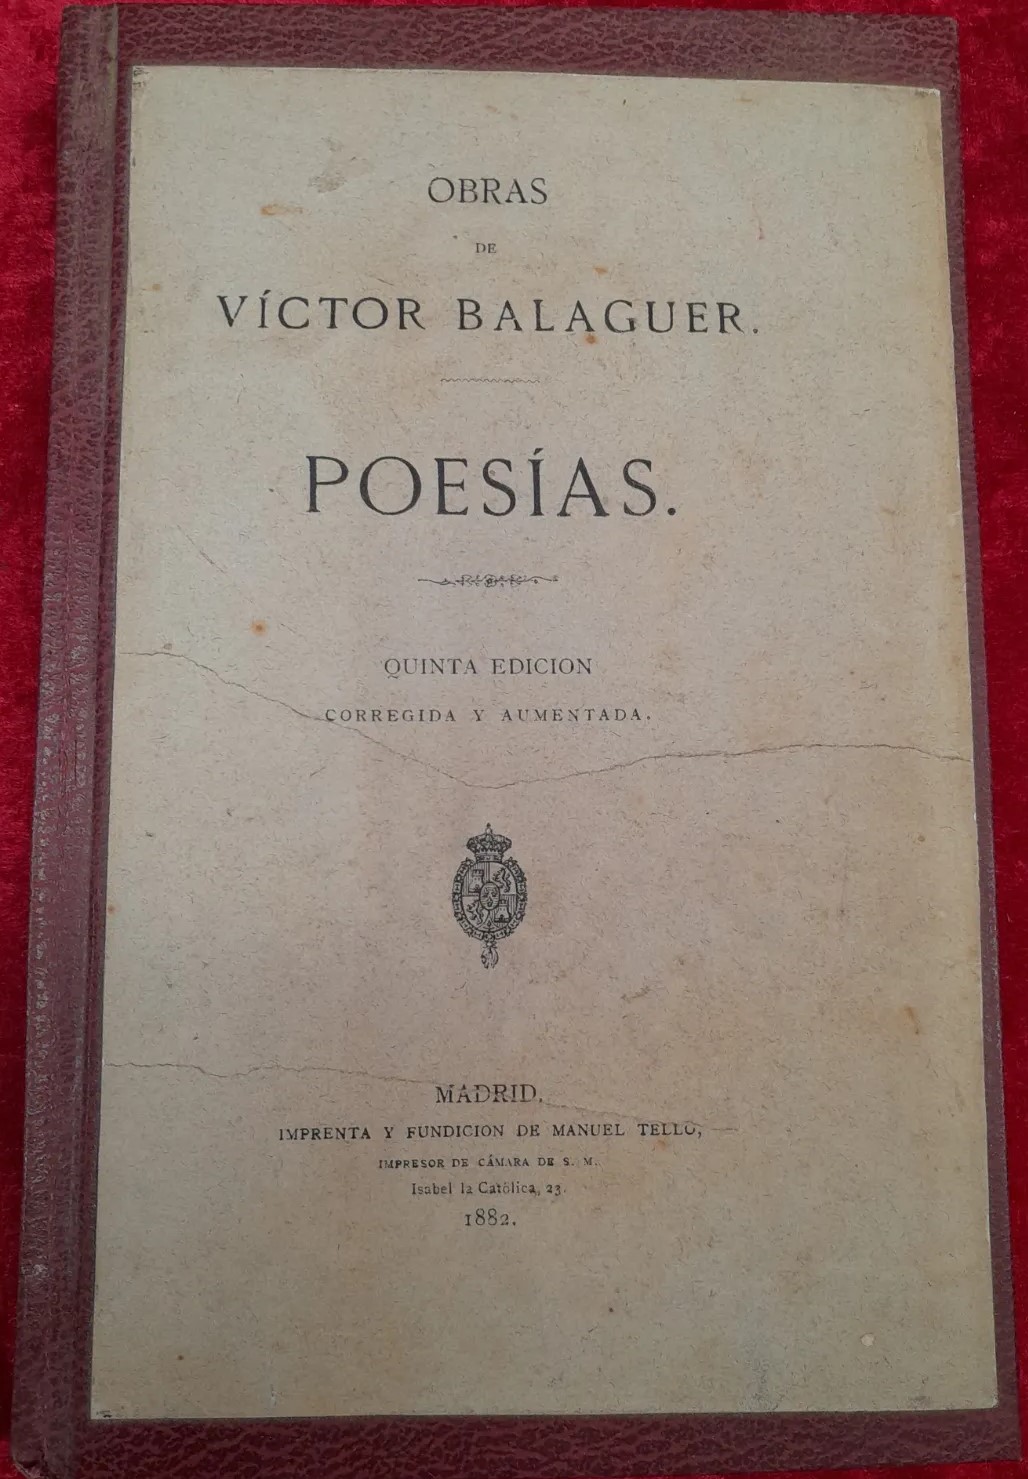 OBRAS
DE
VÍCTOR BALAGUER.
POESÍAS.
QUINTA EDICION
CORREGIDA Y AUMENTADA.
MADRID,
IMPRENTA Y FUNDICION DE MANUEL TELLO,
IMPRESOR DE CÁMARA DE S. M.
Isabel la Católica, 23.
1882.